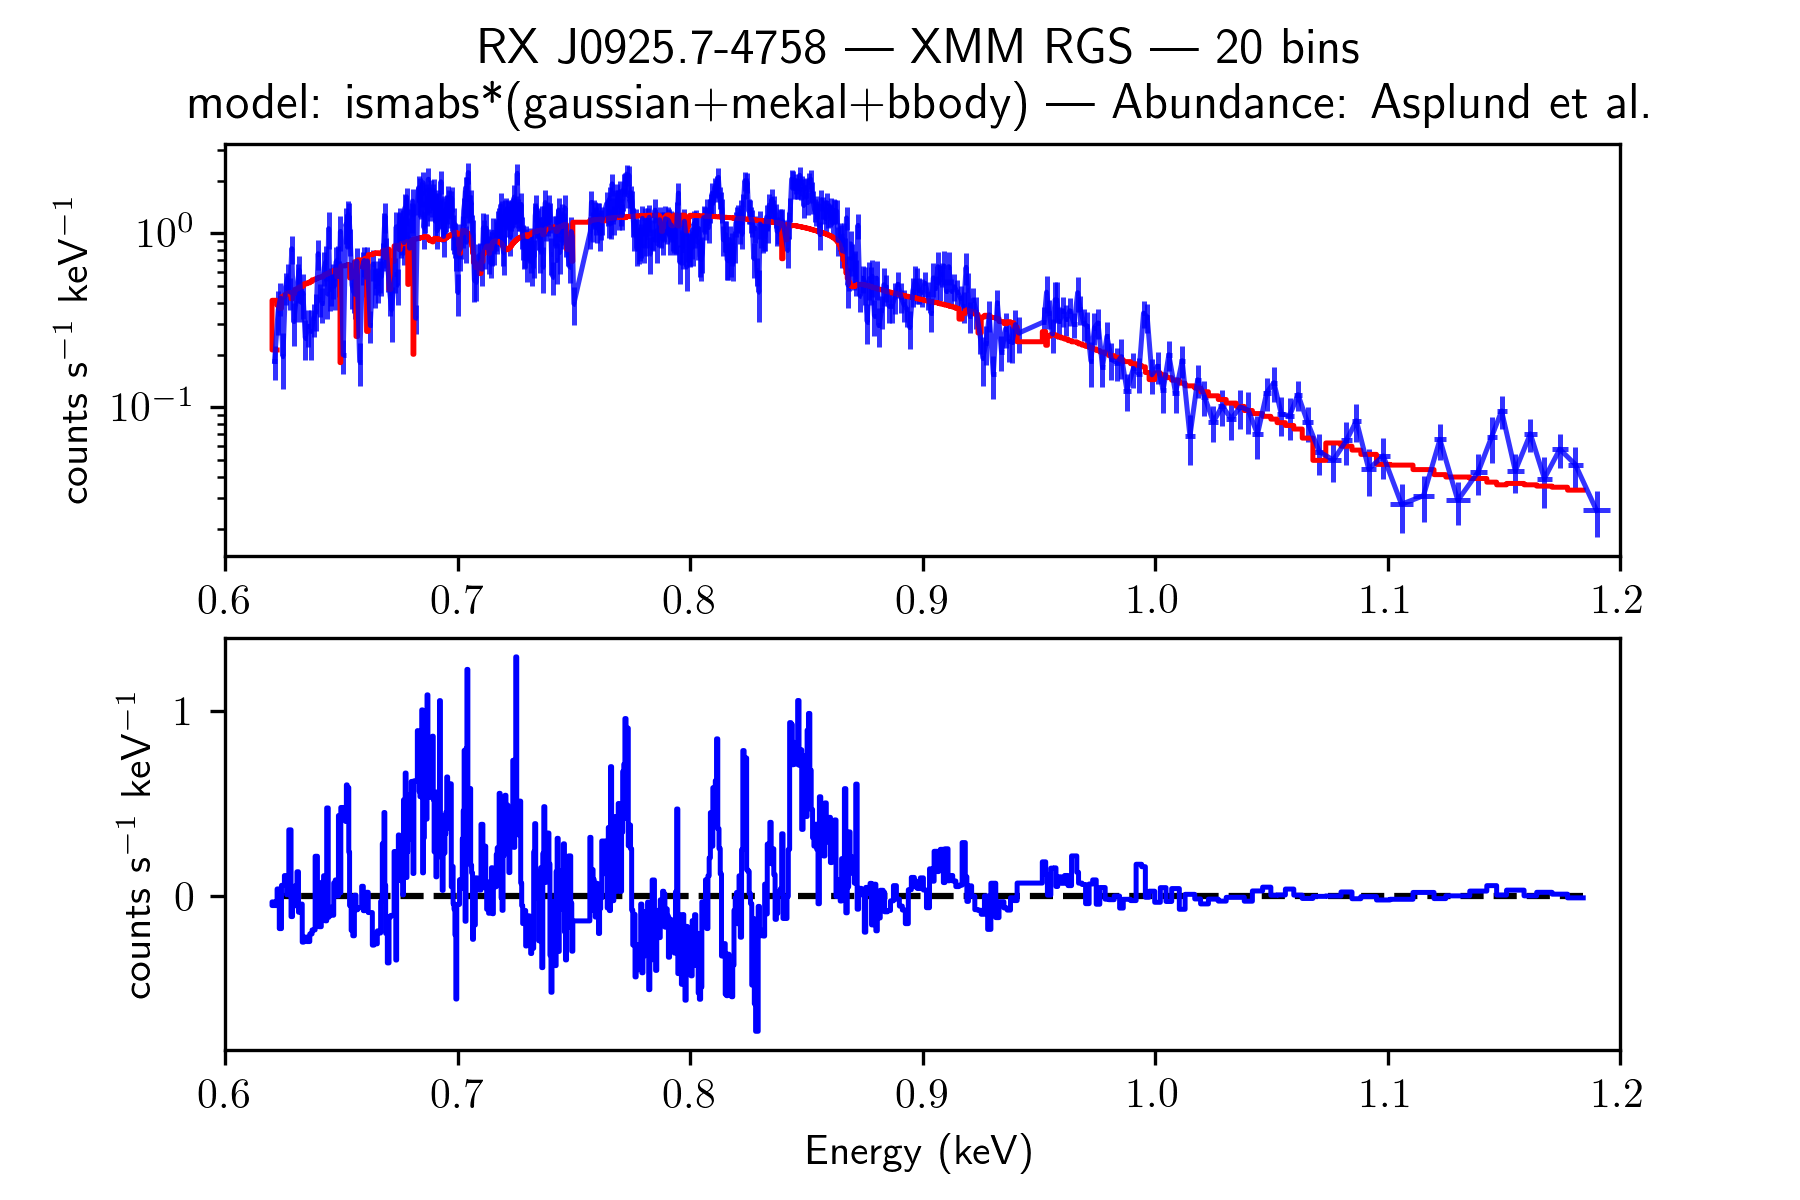 RX J0925.7-4758 — XMM RGS — 20 bins
model: ismabs*(gaussian+mekal+bbody) — Abundance: Asplund et al.
counts s⁻¹ keV⁻¹
10⁰
10⁻¹
0.6 0.7 0.8 0.9 1.0 1.1 1.2
counts s⁻¹ keV⁻¹
1
0
0.6 0.7 0.8 0.9 1.0 1.1 1.2
Energy (keV)